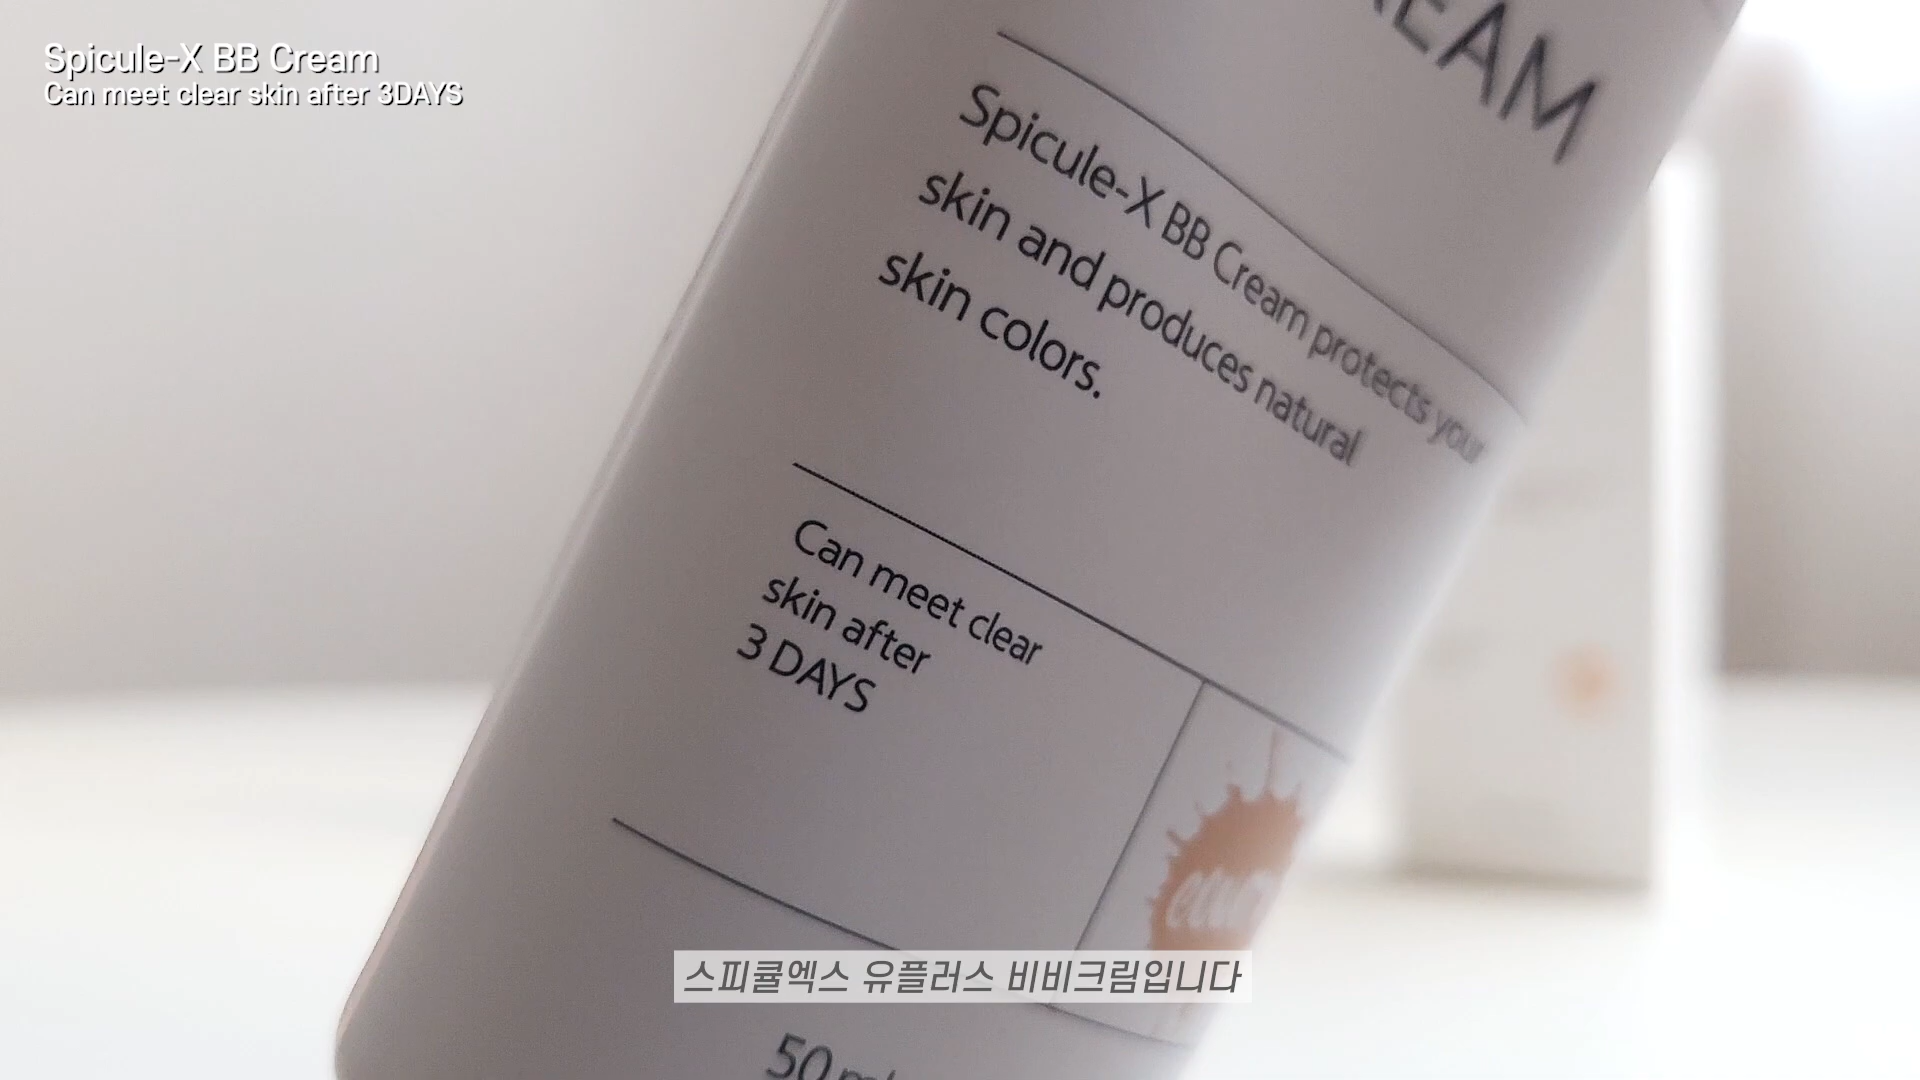 Spicule-X BB Cream
Can meet clear skin after 3DAYS
Spicule-X BB Cream protects your
skin and produces natural
skin colors.
Can meet clear
skin after
3 DAYS
스피큘엑스 유플러스 비비크림입니다
50ml